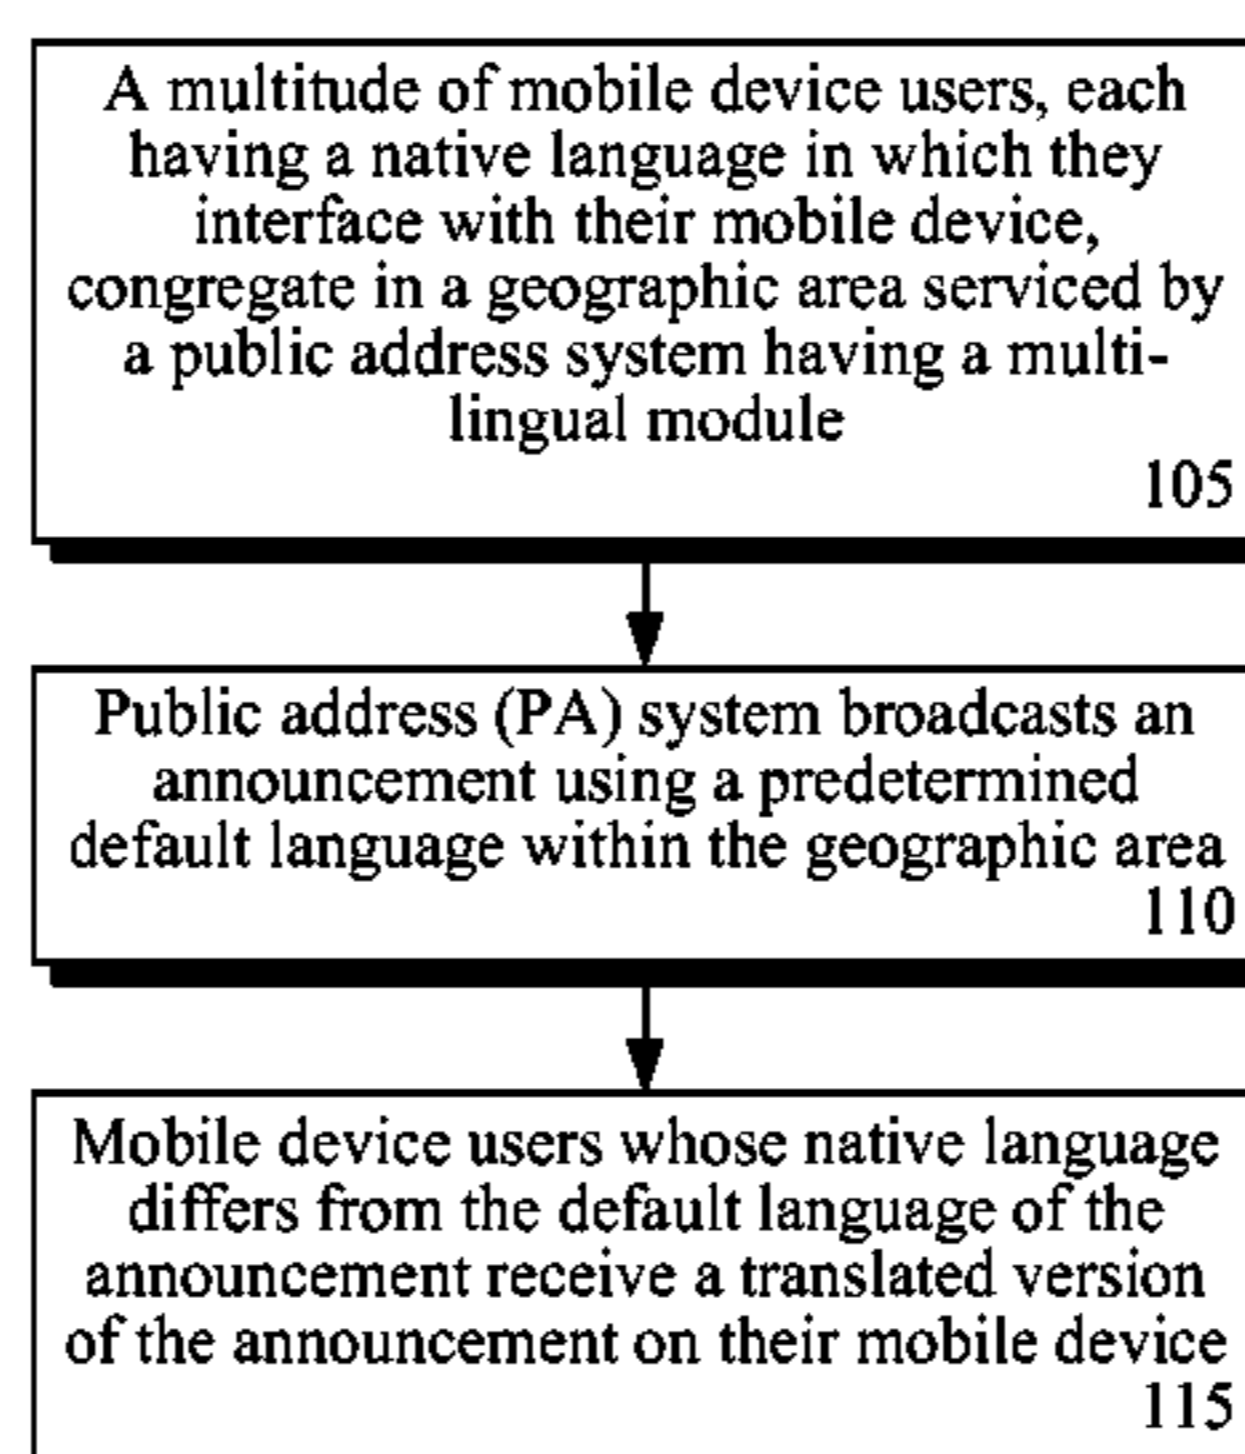 A multitude of mobile device users, each
having a native language in which they
interface with their mobile device,
congregate in a geographic area serviced by
a public address system having a multi-
lingual module
105
Public address (PA) system broadcasts an
announcement using a predetermined
default language within the geographic area
110
Mobile device users whose native language
differs from the default language of the
announcement receive a translated version
of the announcement on their mobile device
115